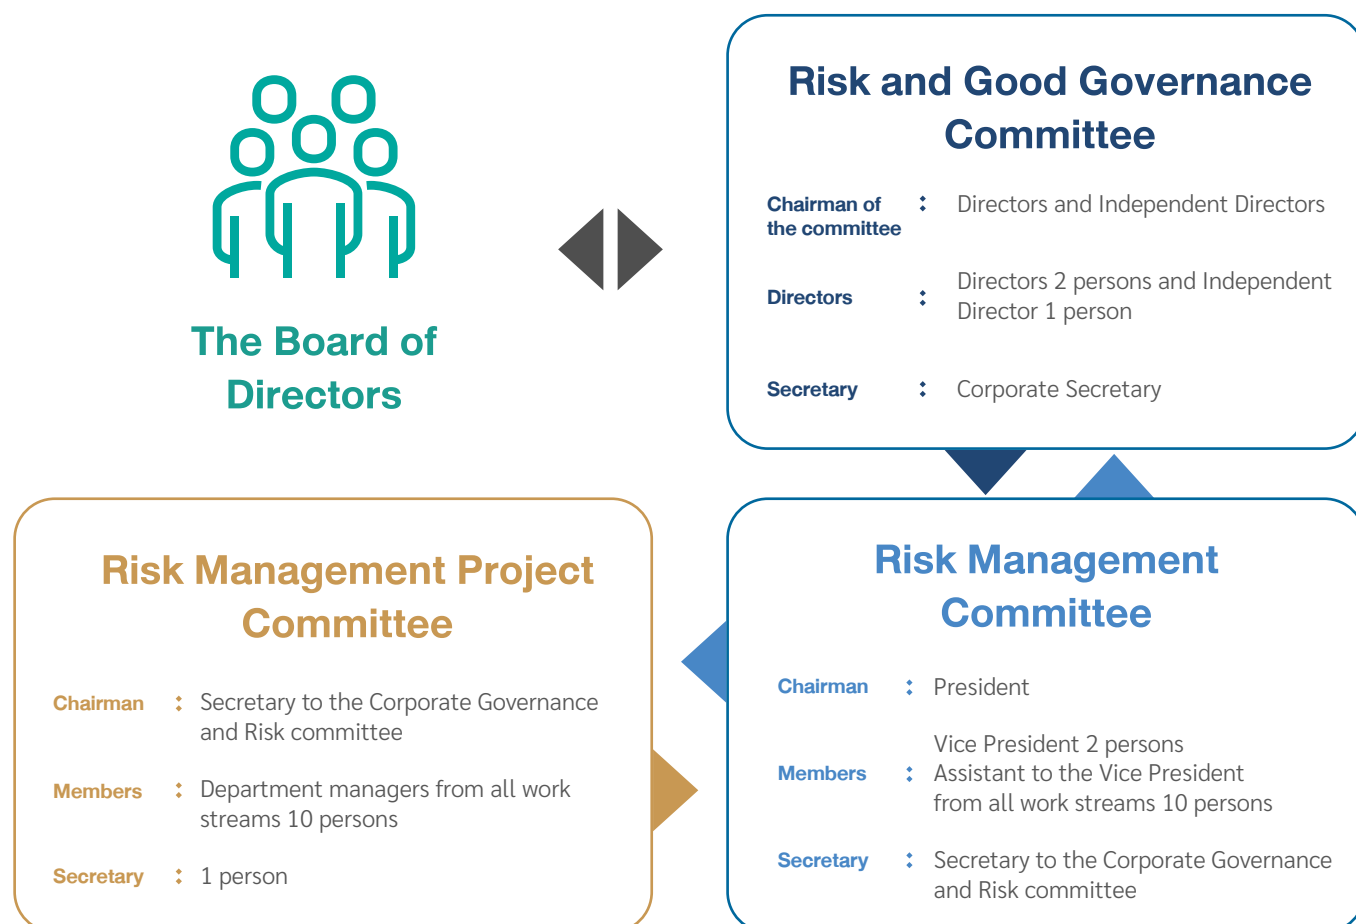 The Board of
Directors
Risk and Good Governance
Committee
Chairman of
the committee : Directors and Independent Directors
Directors : Directors 2 persons and Independent
Director 1 person
Secretary : Corporate Secretary
Risk Management Project
Committee
Chairman : Secretary to the Corporate Governance
and Risk committee
Members : Department managers from all work
streams 10 persons
Secretary : 1 person
Risk Management
Committee
Chairman : President
Vice President 2 persons
Members : Assistant to the Vice President
from all work streams 10 persons
Secretary : Secretary to the Corporate Governance
and Risk committee